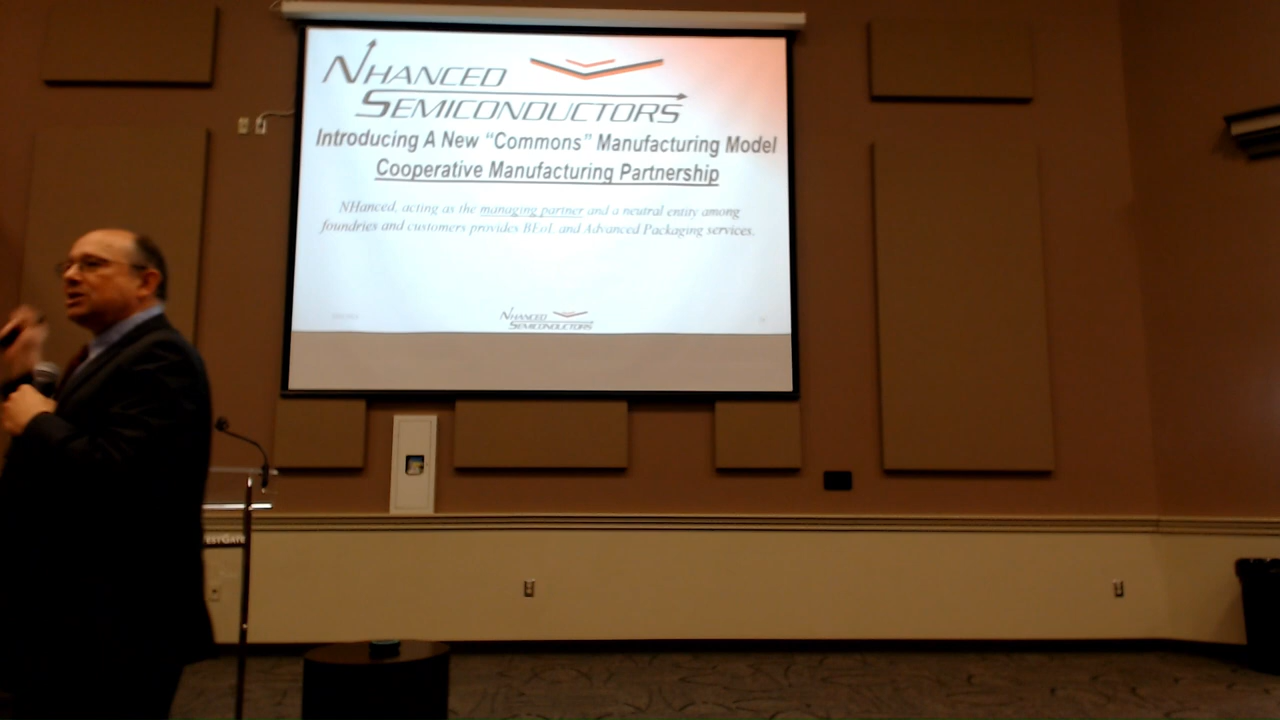 NHANCED
SEMICONDUCTORS
Introducing A New "Commons" Manufacturing Model
Cooperative Manufacturing Partnership
NHanced, acting as the managing partner and a neutral entity among
foundries and customers provides BEoL and Advanced Packaging services.
NHANCED
SEMICONDUCTORS
ESTGATE